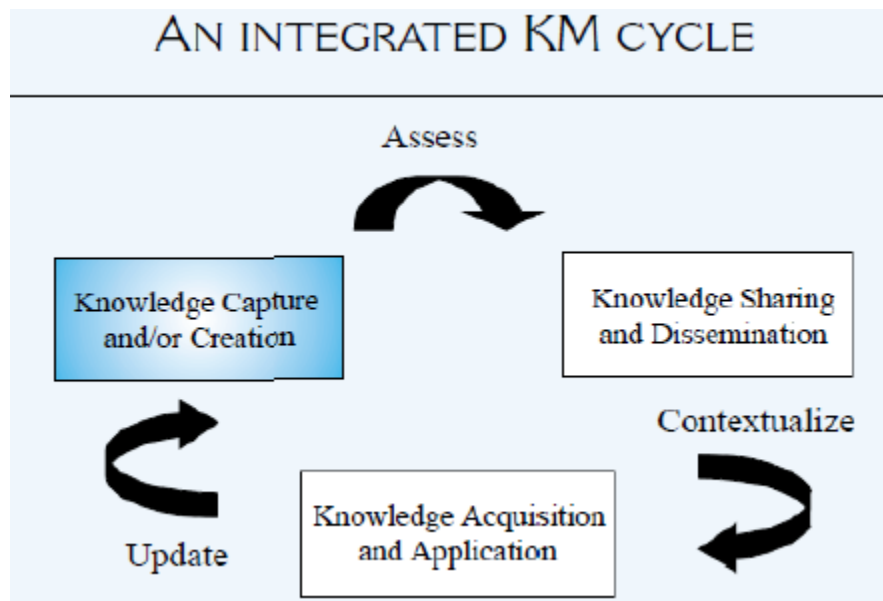 AN INTEGRATED KM CYCLE
Assess
Knowledge Capture
and/or Creation
Knowledge Sharing
and Dissemination
Contextualize
Knowledge Acquisition
and Application
Update